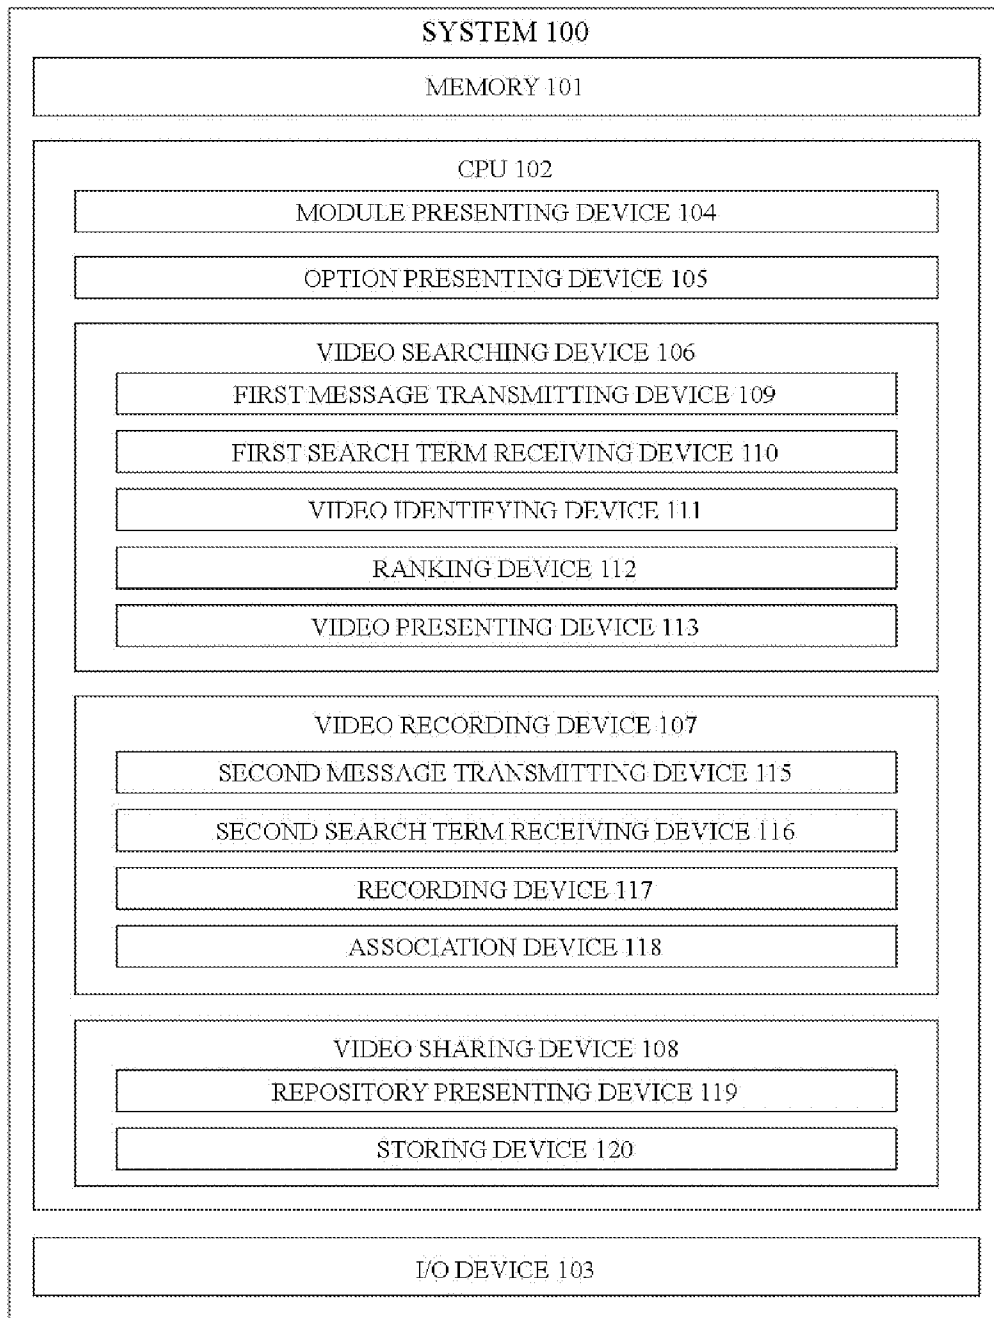 SYSTEM 100
MEMORY 101
CPU 102
MODULE PRESENTING DEVICE 104
OPTION PRESENTING DEVICE 105
VIDEO SEARCHING DEVICE 106
FIRST MESSAGE TRANSMITTING DEVICE 109
FIRST SEARCH TERM RECEIVING DEVICE 110
VIDEO IDENTIFYING DEVICE 111
RANKING DEVICE 112
VIDEO PRESENTING DEVICE 113
VIDEO RECORDING DEVICE 107
SECOND MESSAGE TRANSMITTING DEVICE 115
SECOND SEARCH TERM RECEIVING DEVICE 116
RECORDING DEVICE 117
ASSOCIATION DEVICE 118
VIDEO SHARING DEVICE 108
REPOSITORY PRESENTING DEVICE 119
STORING DEVICE 120
I/O DEVICE 103